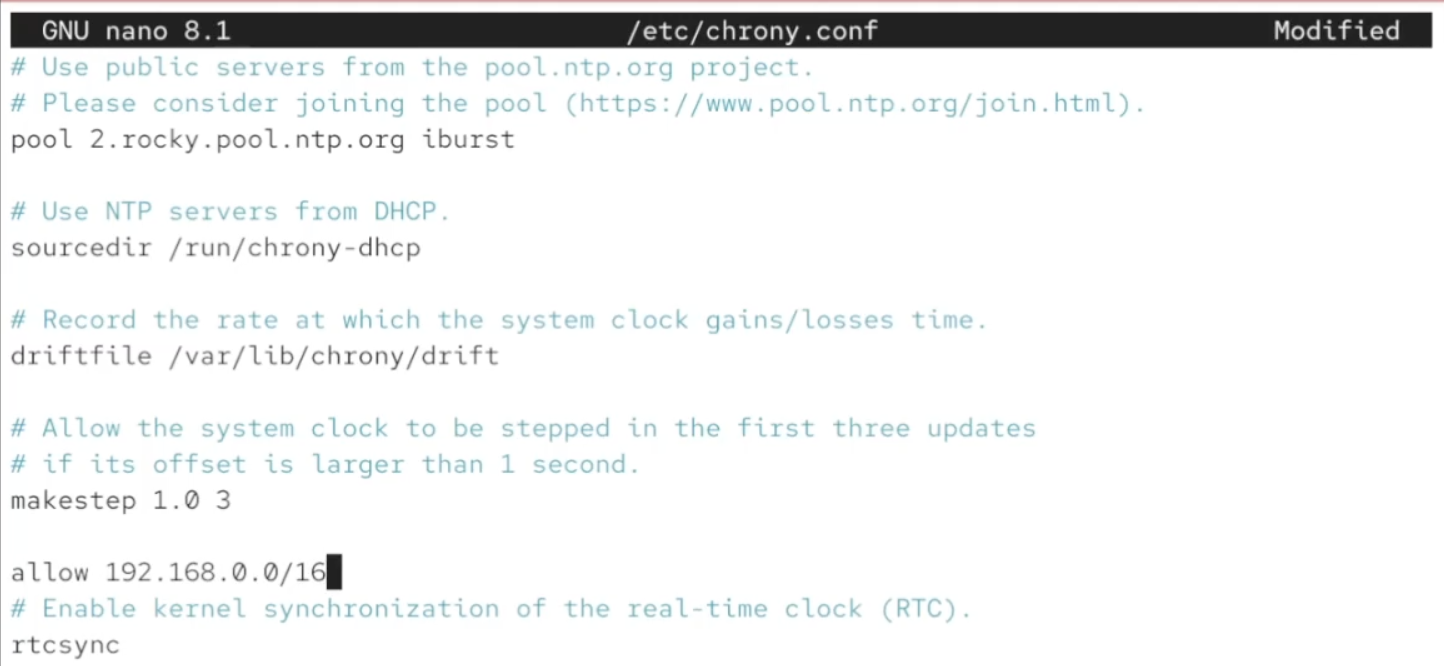 GNU nano 8.1 /etc/chrony.conf Modified
# Use public servers from the pool.ntp.org project.
# Please consider joining the pool (https://www.pool.ntp.org/join.html).
pool 2.rocky.pool.ntp.org iburst
# Use NTP servers from DHCP.
sourcedir /run/chrony-dhcp
# Record the rate at which the system clock gains/losses time.
driftfile /var/lib/chrony/drift
# Allow the system clock to be stepped in the first three updates
# if its offset is larger than 1 second.
makestep 1.0 3
allow 192.168.0.0/16
# Enable kernel synchronization of the real-time clock (RTC).
rtcsync